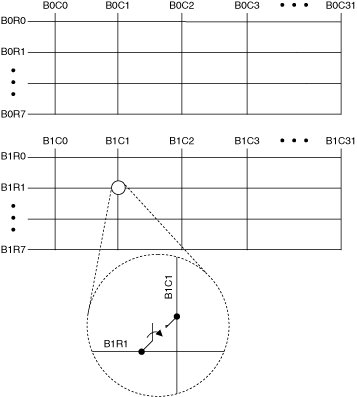 B0C0 B0C1 B0C2 B0C3 • • • B0C31
B0R0
B0R1
•
•
•
B0R7
B1C0 B1C1 B1C2 B1C3 • • • B1C31
B1R0
B1R1
•
•
•
B1R7
B1C1
B1R1